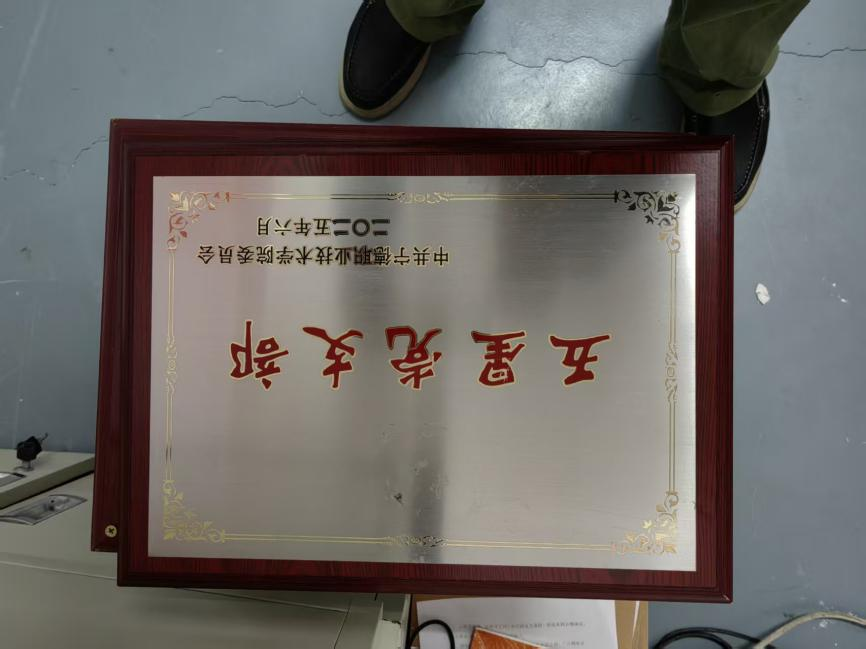 五星党支部
中共宁德职业技术学院委员会
二〇二五年六月